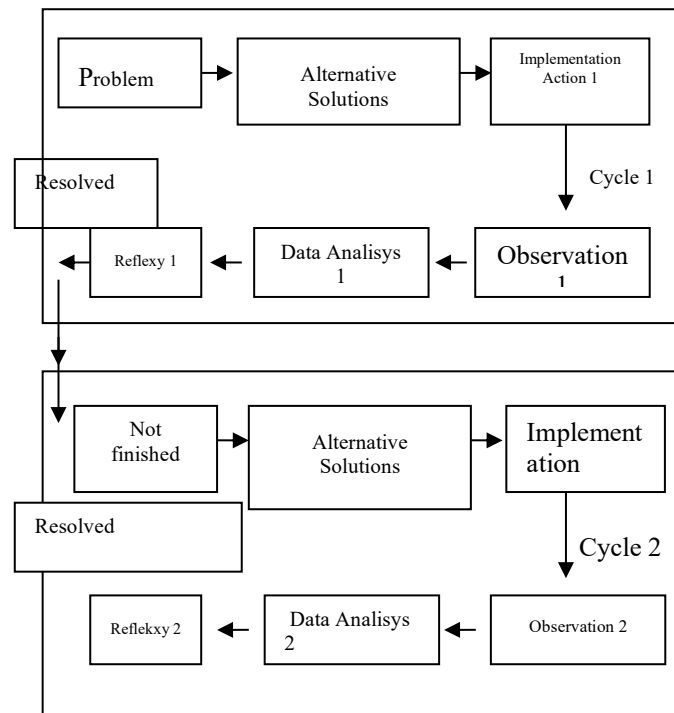 Problem
Alternative
Solutions
Implementation
Action 1
Resolved
Cycle 1
Reflexy 1
Data Analisys
1
Observation
1
Not
finished
Alternative
Solutions
Implement
ation
Resolved
Cycle 2
Reflekxy 2
Data Analisys
2
Observation 2